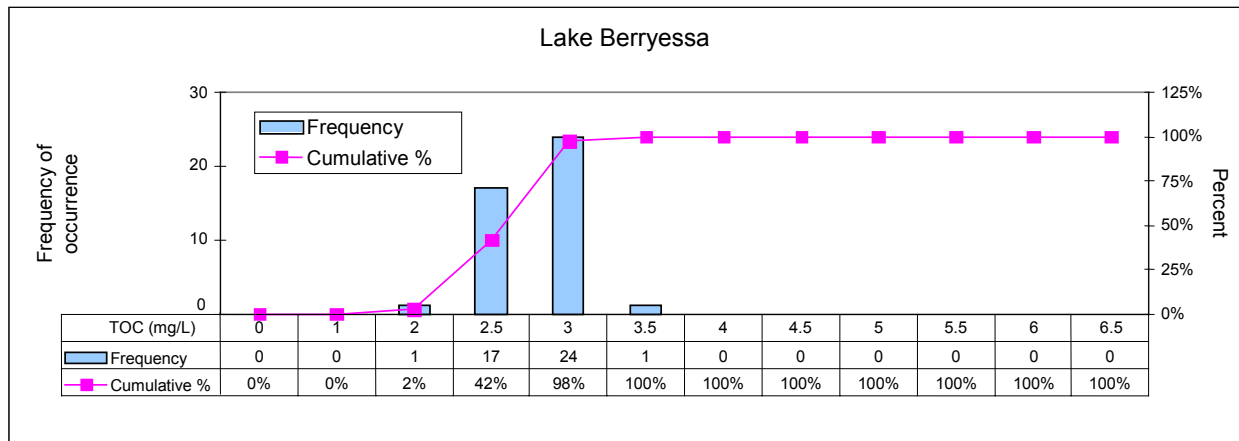 Lake Berryessa
30 125%
Frequency
Cumulative %
100%
20
75%
50%
10
25%
0 0%
Frequency of
occurrence
Percent
TOC (mg/L) 0 1 2 2.5 3 3.5 4 4.5 5 5.5 6 6.5
Frequency 0 0 1 17 24 1 0 0 0 0 0 0
Cumulative % 0% 0% 2% 42% 98% 100% 100% 100% 100% 100% 100% 100%